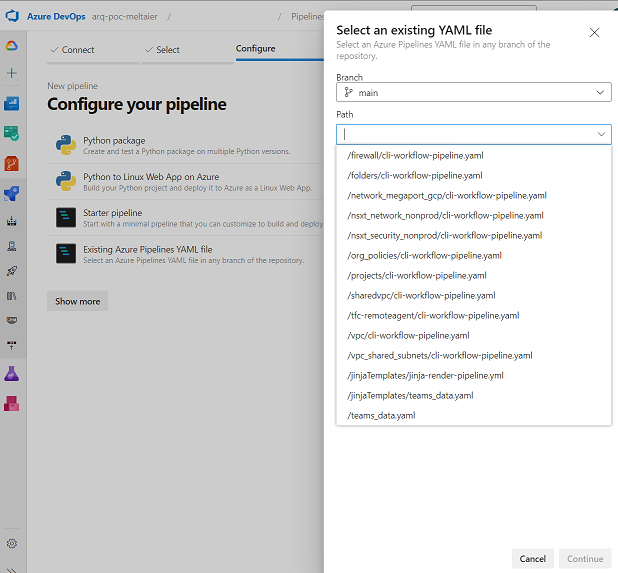 Azure DevOps arq-poc-meltaier / / Pipelines
Connect
Select
Configure
New pipeline
Configure your pipeline
Python package
Create and test a Python package on multiple Python versions.
Python to Linux Web App on Azure
Build your Python project and deploy it to Azure as a Linux Web App.
Starter pipeline
Start with a minimal pipeline that you can customize to build and deploy
Existing Azure Pipelines YAML file
Select an Azure Pipelines YAML file in any branch of the repository.
Show more
Select an existing YAML file
Select an Azure Pipelines YAML file in any branch of the
repository.
Branch
main
Path
/firewall/cli-workflow-pipeline.yaml
/folders/cli-workflow-pipeline.yaml
/network_megaport_gcp/cli-workflow-pipeline.yaml
/nsxt_network_nonprod/cli-workflow-pipeline.yaml
/nsxt_security_nonprod/cli-workflow-pipeline.yaml
/org_policies/cli-workflow-pipeline.yaml
/projects/cli-workflow-pipeline.yaml
/sharedvpc/cli-workflow-pipeline.yaml
/tfc-remoteagent/cli-workflow-pipeline.yaml
/vpc/cli-workflow-pipeline.yaml
/vpc_shared_subnets/cli-workflow-pipeline.yaml
/jinjaTemplates/jinja-render-pipeline.yml
/jinjaTemplates/teams_data.yaml
/teams_data.yaml
Cancel
Continue